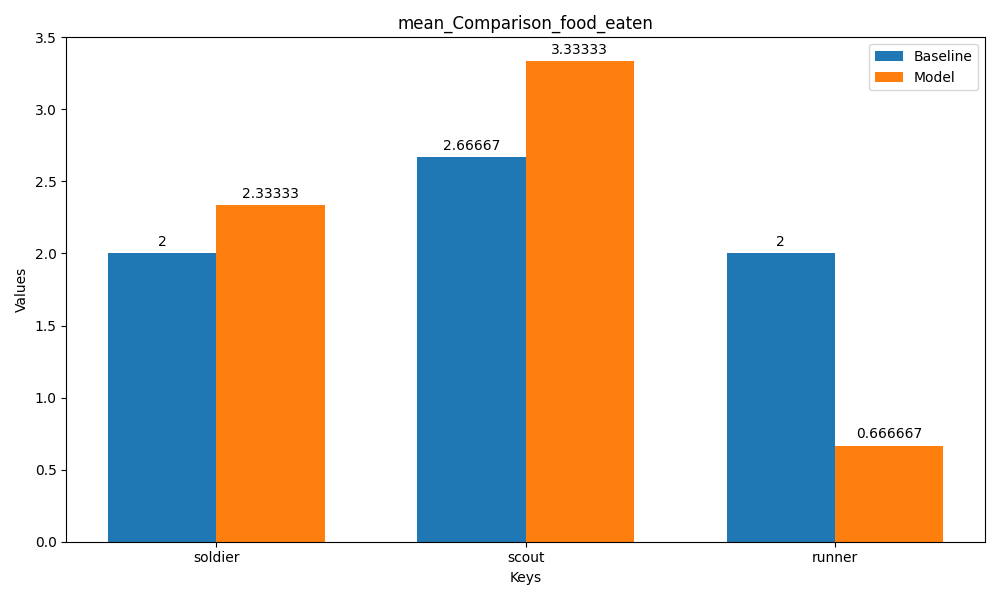 mean_Comparison_food_eaten
3.5
3.0
2.5
2.0
1.5
1.0
0.5
0.0
Values
2
2.33333
2.66667
3.33333
2
0.666667
Baseline
Model
soldier
scout
runner
Keys